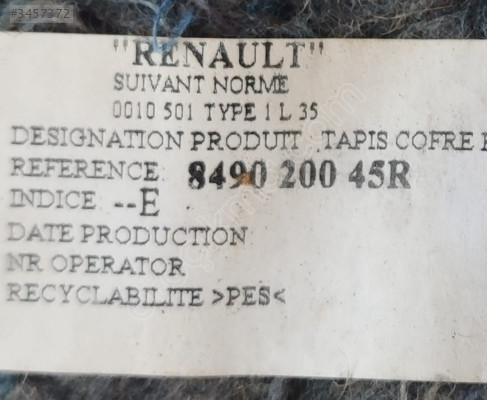 #3457372
"RENAULT"
SUIVANT NORME
0010 501 TYPE 1 L 35
DESIGNATION PRODUIT TAPIS COFRE
REFERENCE: 8490 200 45R
INDICE --E
DATE PRODUCTION
NR OPERATOR
RECYCLABILITE >PES<